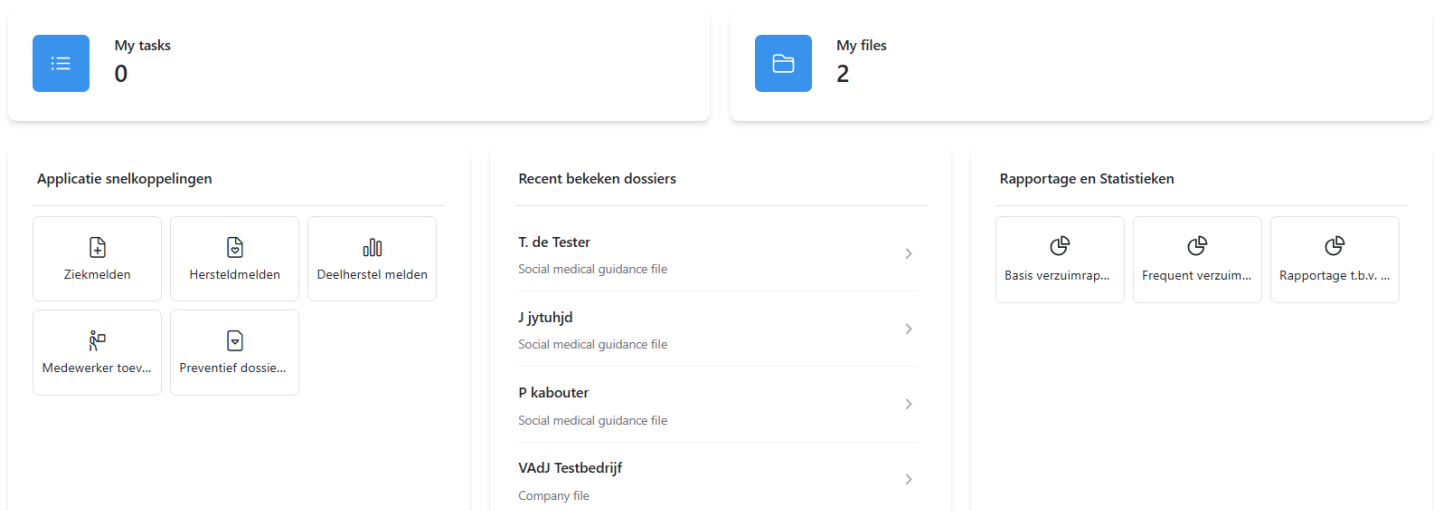 My tasks
0
My files
2
Applicatie snelkoppelingen
Ziekmelden
Hersteldmelden
Deelherstel melden
Medewerker toev...
Preventief dossie...
Recent bekeken dossiers
T. de Tester
Social medical guidance file
J jytuhjd
Social medical guidance file
P kabouter
Social medical guidance file
VAdJ Testbedrijf
Company file
Rapportage en Statistieken
Basis verzuimrap...
Frequent verzuim...
Rapportage t.b.v. ...